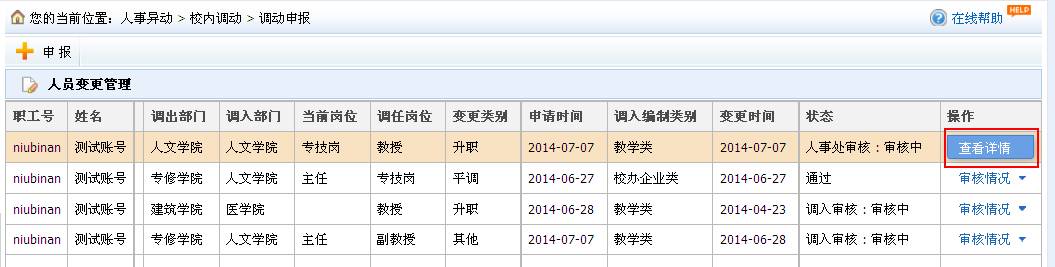 您的当前位置：人事异动 > 校内调动 > 调动申报 在线帮助 HELP
申报
人员变更管理
职工号 姓名 调出部门 调入部门 当前岗位 调任岗位 变更类别 申请时间 调入编制类别 变更时间 状态 操作
niubinan 测试账号 人文学院 人文学院 专技岗 教授 升职 2014-07-07 教学类 2014-07-07 人事处审核：审核中 查看详情
niubinan 测试账号 专修学院 人文学院 主任 专技岗 平调 2014-06-27 校办企业类 2014-06-27 通过 审核情况
niubinan 测试账号 建筑学院 医学院 教授 升职 2014-06-28 教学类 2014-04-23 调入审核：审核中 审核情况
niubinan 测试账号 专修学院 人文学院 主任 副教授 其他 2014-07-07 教学类 2014-06-28 调入审核：审核中 审核情况